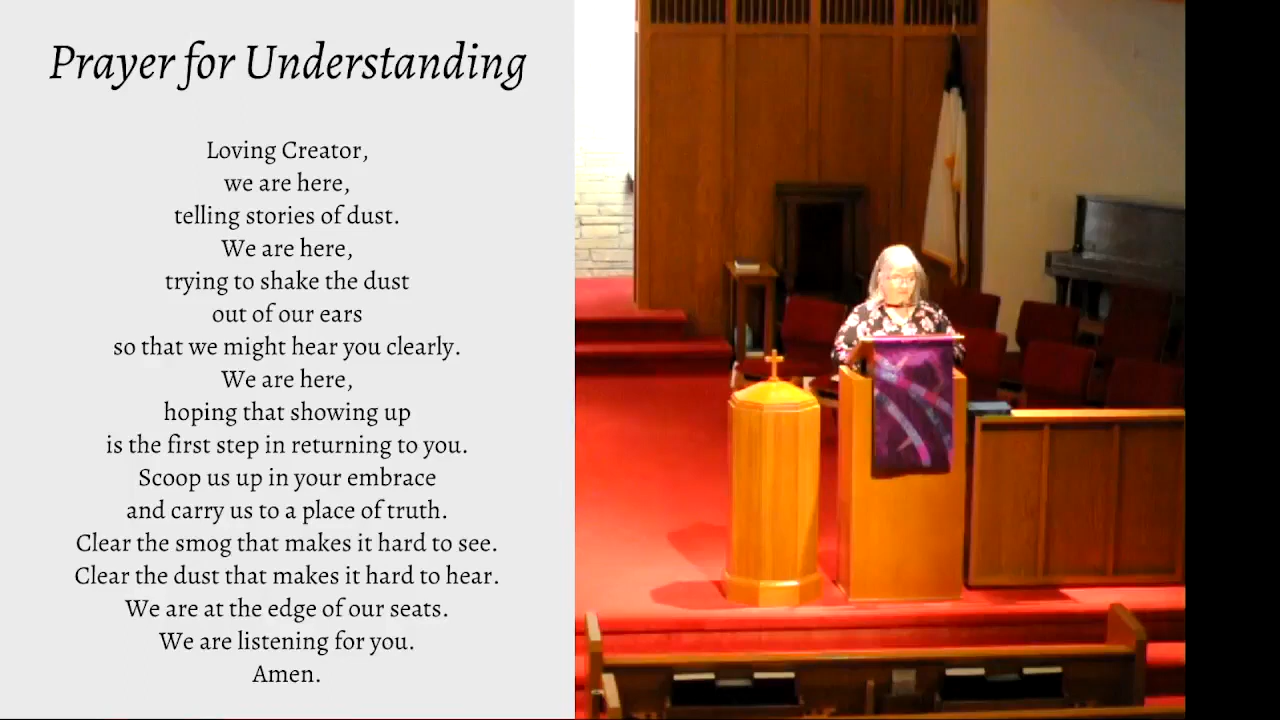 Prayer for Understanding
Loving Creator,
we are here,
telling stories of dust.
We are here,
trying to shake the dust
out of our ears
so that we might hear you clearly.
We are here,
hoping that showing up
is the first step in returning to you.
Scoop us up in your embrace
and carry us to a place of truth.
Clear the smog that makes it hard to see.
Clear the dust that makes it hard to hear.
We are at the edge of our seats.
We are listening for you.
Amen.